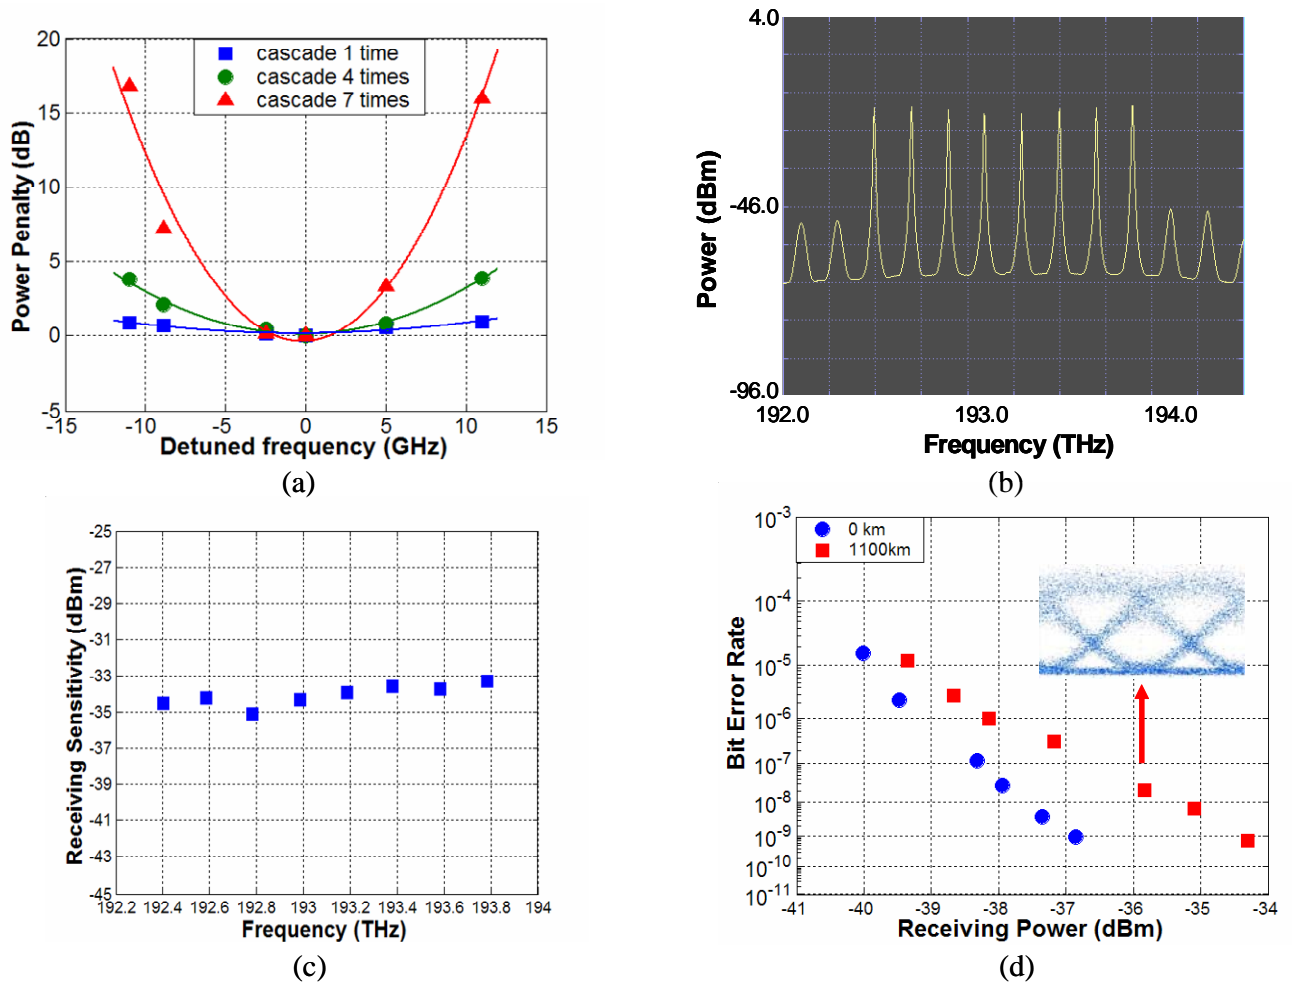 20
15
10
5
0
-5
-15
-10
-5
0
5
10
15
Power Penalty (dB)
Detuned frequency (GHz)
cascade 1 time
cascade 4 times
cascade 7 times
(a)
4.0
-46.0
-96.0
192.0
193.0
194.0
Power (dBm)
Frequency (THz)
(b)
-25
-27
-29
-31
-33
-35
-37
-39
-41
-43
-45
192.2 192.4 192.6 192.8 193 193.2 193.4 193.6 193.8 194
Receiving Sensitivity (dBm)
Frequency (THz)
(c)
10-3
10-4
10-5
10-6
10-7
10-8
10-9
10-10
10-11
-41 -40 -39 -38 -37 -36 -35 -34
Bit Error Rate
Receiving Power (dBm)
0 km
1100km
(d)